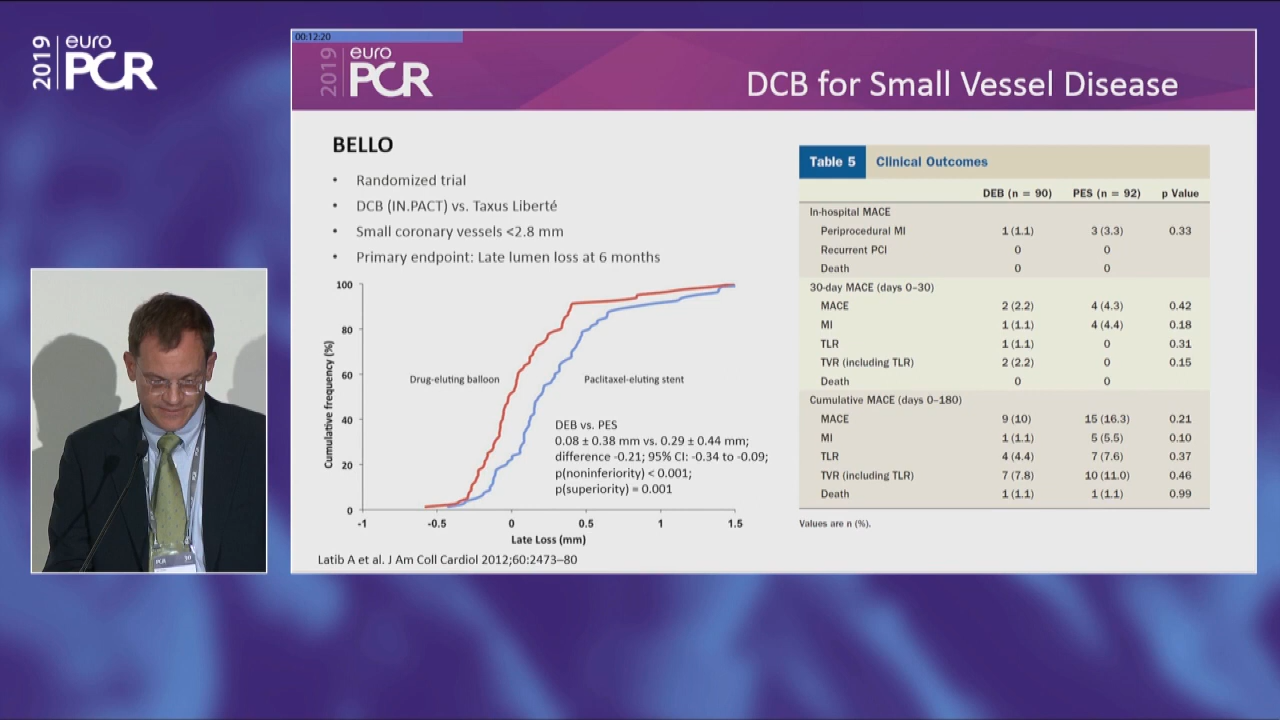 2019 euro PCR
00:12:20
2019 euro PCR
DCB for Small Vessel Disease
BELLO
• Randomized trial
• DCB (IN.PACT) vs. Taxus Liberté
• Small coronary vessels <2.8 mm
• Primary endpoint: Late lumen loss at 6 months
Cumulative frequency (%)
100
80
60
40
20
0
-1 -0.5 0 0.5 1 1.5
Late Loss (mm)
Drug-eluting balloon
Paclitaxel-eluting stent
DEB vs. PES
0.08 ± 0.38 mm vs. 0.29 ± 0.44 mm;
difference -0.21; 95% CI: -0.34 to -0.09;
p(noninferiority) < 0.001;
p(superiority) = 0.001
Latib A et al. J Am Coll Cardiol 2012;60:2473–80
Table 5 Clinical Outcomes
DEB (n = 90) PES (n = 92) p Value
In-hospital MACE
Periprocedural MI 1 (1.1) 3 (3.3) 0.33
Recurrent PCI 0 0
Death 0 0
30-day MACE (days 0–30)
MACE 2 (2.2) 4 (4.3) 0.42
MI 1 (1.1) 4 (4.4) 0.18
TLR 1 (1.1) 0 0.31
TVR (including TLR) 2 (2.2) 0 0.15
Death 0 0
Cumulative MACE (days 0–180)
MACE 9 (10) 15 (16.3) 0.21
MI 1 (1.1) 5 (5.5) 0.10
TLR 4 (4.4) 7 (7.6) 0.37
TVR (including TLR) 7 (7.8) 10 (11.0) 0.46
Death 1 (1.1) 1 (1.1) 0.99
Values are n (%).
PCR